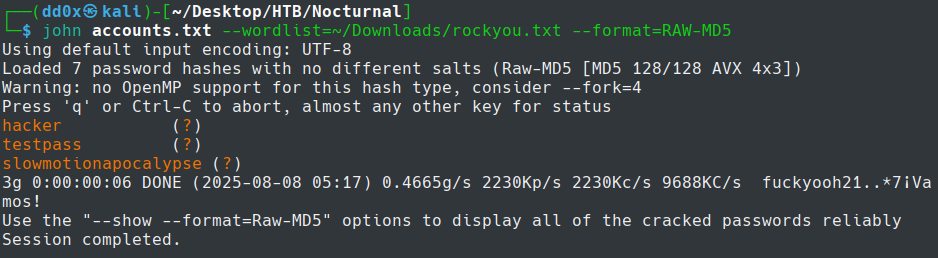 ┌──(dd0x㉿kali)-[~/Desktop/HTB/Nocturnal]
└─$ john accounts.txt --wordlist=~/Downloads/rockyou.txt --format=RAW-MD5
Using default input encoding: UTF-8
Loaded 7 password hashes with no different salts (Raw-MD5 [MD5 128/128 AVX 4x3])
Warning: no OpenMP support for this hash type, consider --fork=4
Press 'q' or Ctrl-C to abort, almost any other key for status
hacker           (?)
testpass         (?)
slowmotionapocalypse (?)
3g 0:00:00:06 DONE (2025-08-08 05:17) 0.4665g/s 2230Kp/s 2230Kc/s 9688KC/s  fuckyooh21..*7¡Va
mos!
Use the "--show --format=Raw-MD5" options to display all of the cracked passwords reliably
Session completed.